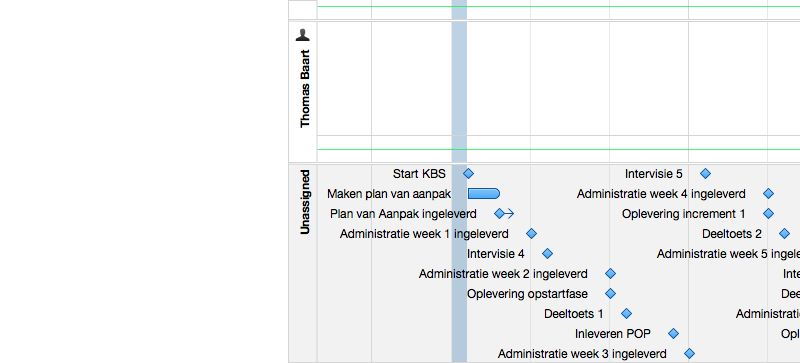 Thomas Baart
Unassigned
Start KBS
Intervisie 5
Maken plan van aanpak
Administratie week 4 ingeleverd
Plan van Aanpak ingeleverd
Oplevering increment 1
Administratie week 1 ingeleverd
Deeltoets 2
Intervisie 4
Administratie week 5 ingele
Administratie week 2 ingeleverd
Inte
Oplevering opstartfase
Dee
Deeltoets 1
Administrati
Inleveren POP
Opl
Administratie week 3 ingeleverd